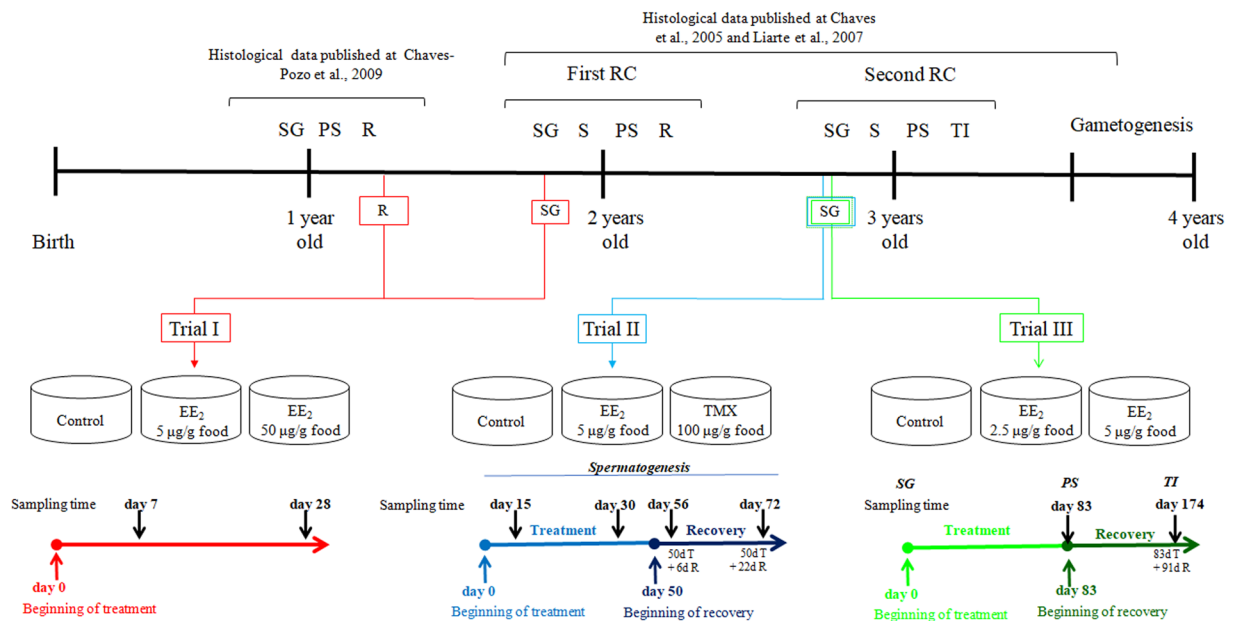 Histological data published at Chaves
et al., 2005 and Liarte et al., 2007
Histological data published at Chaves-
Pozo et al., 2009
First RC
Second RC
SG PS R
SG S PS R
SG S PS TI
Gametogenesis
R
SG
SG
Birth
1 year
old
2 years
old
3 years
old
4 years
old
Trial I
Trial II
Trial III
Control
EE2
5 µg/g food
EE2
50 µg/g food
Control
EE2
5 µg/g food
TMX
100 µg/g food
Control
EE2
2.5 µg/g food
EE2
5 µg/g food
Sampling time
day 7
day 28
day 0
Beginning of treatment
Spermatogenesis
Sampling time
day 15
day 30
day 56
day 72
Treatment
Recovery
50d T
+ 6d R
50d T
+ 22d R
day 0
Beginning of treatment
day 50
Beginning of recovery
SG
PS
TI
Sampling time
day 83
day 174
Treatment
Recovery
83d T
+ 91d R
day 0
Beginning of treatment
day 83
Beginning of recovery